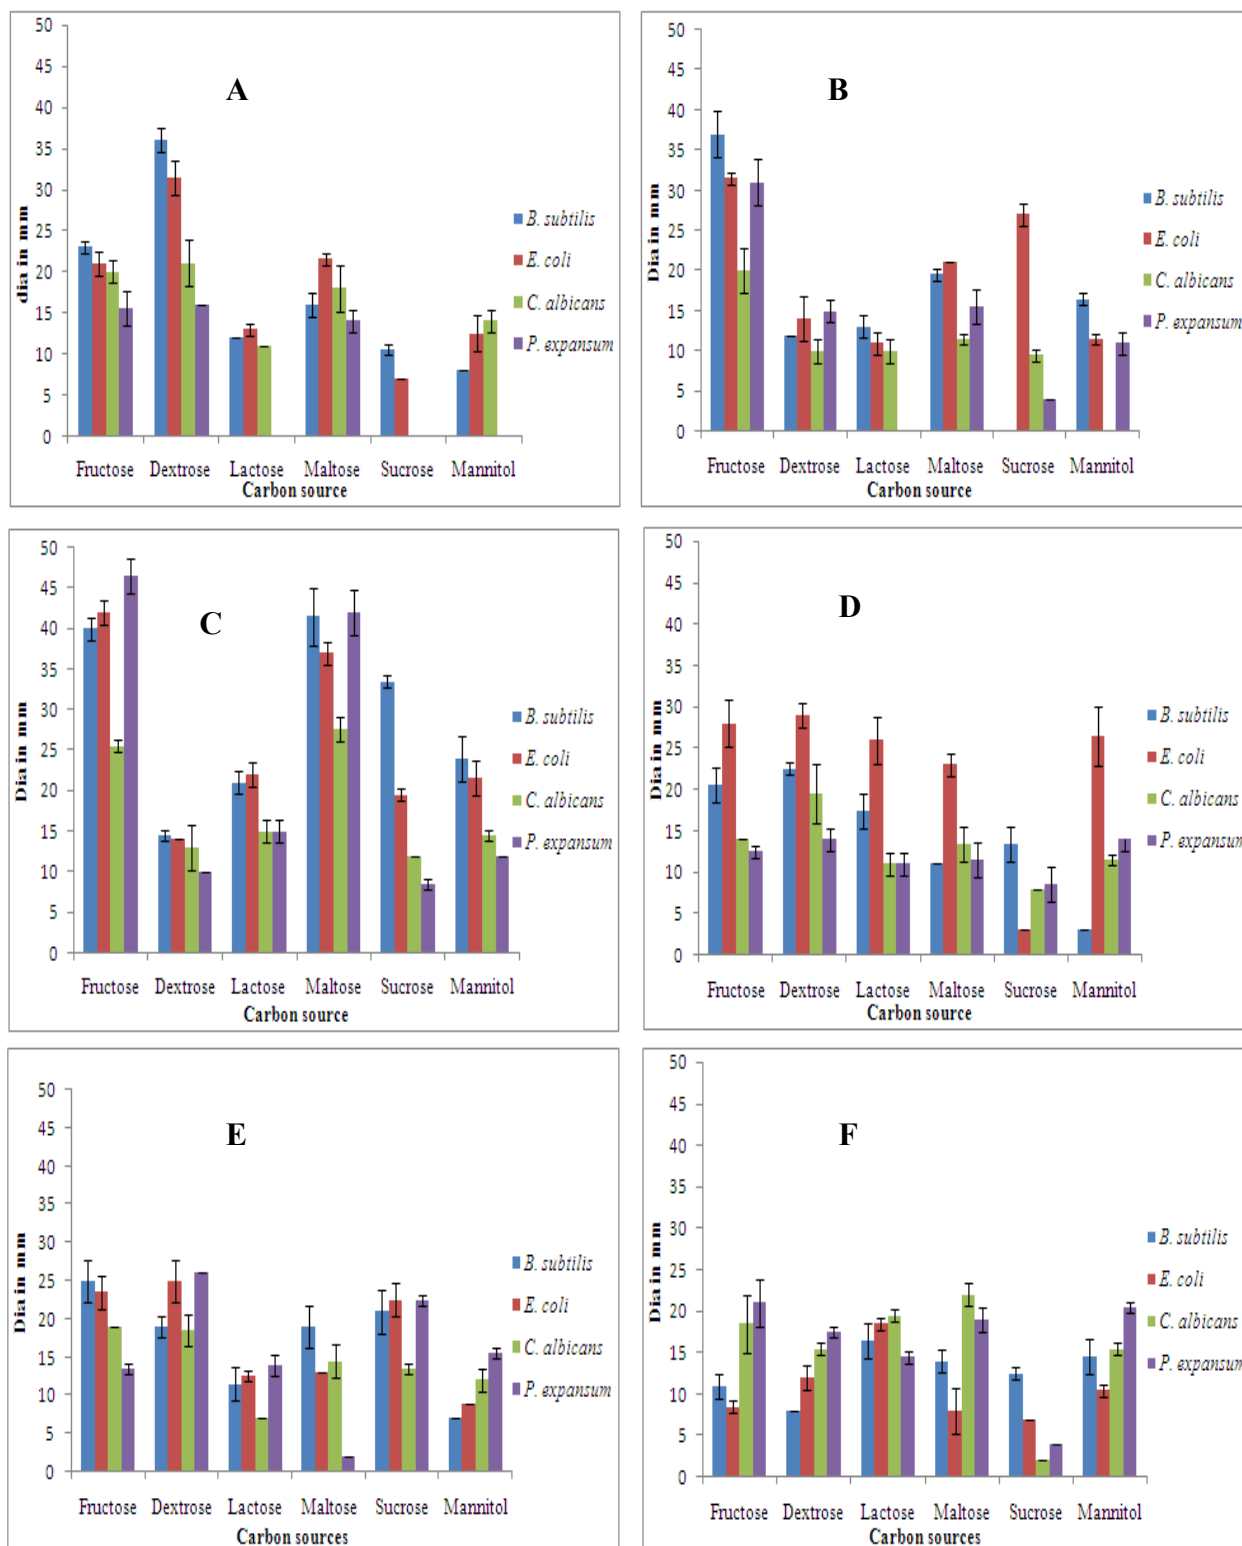 A
50
45
40
35
30
25
20
15
10
5
0
dia in mm
B. subtilis
E. coli
C. albicans
P. expansum
Fructose Dextrose Lactose Maltose Sucrose Mannitol
Carbon source
B
50
45
40
35
30
25
20
15
10
5
0
Dia in mm
B. subtilis
E. coli
C. albicans
P. expansum
Fructose Dextrose Lactose Maltose Sucrose Mannitol
Carbon source
C
50
45
40
35
30
25
20
15
10
5
0
Dia in mm
B. subtilis
E. coli
C. albicans
P. expansum
Fructose Dextrose Lactose Maltose Sucrose Mannitol
Carbon source
D
50
45
40
35
30
25
20
15
10
5
0
Dia in mm
B. subtilis
E. coli
C. albicans
P. expansum
Fructose Dextrose Lactose Maltose Sucrose Mannitol
Carbon source
E
50
45
40
35
30
25
20
15
10
5
0
Dia in mm
B. subtilis
E. coli
C. albicans
P. expansum
Fructose Dextrose Lactose Maltose Sucrose Mannitol
Carbon sources
F
50
45
40
35
30
25
20
15
10
5
0
Dia in mm
B. subtilis
E. coli
C. albicans
P. expansum
Fructose Dextrose Lactose Maltose Sucrose Mannitol
Carbon sources